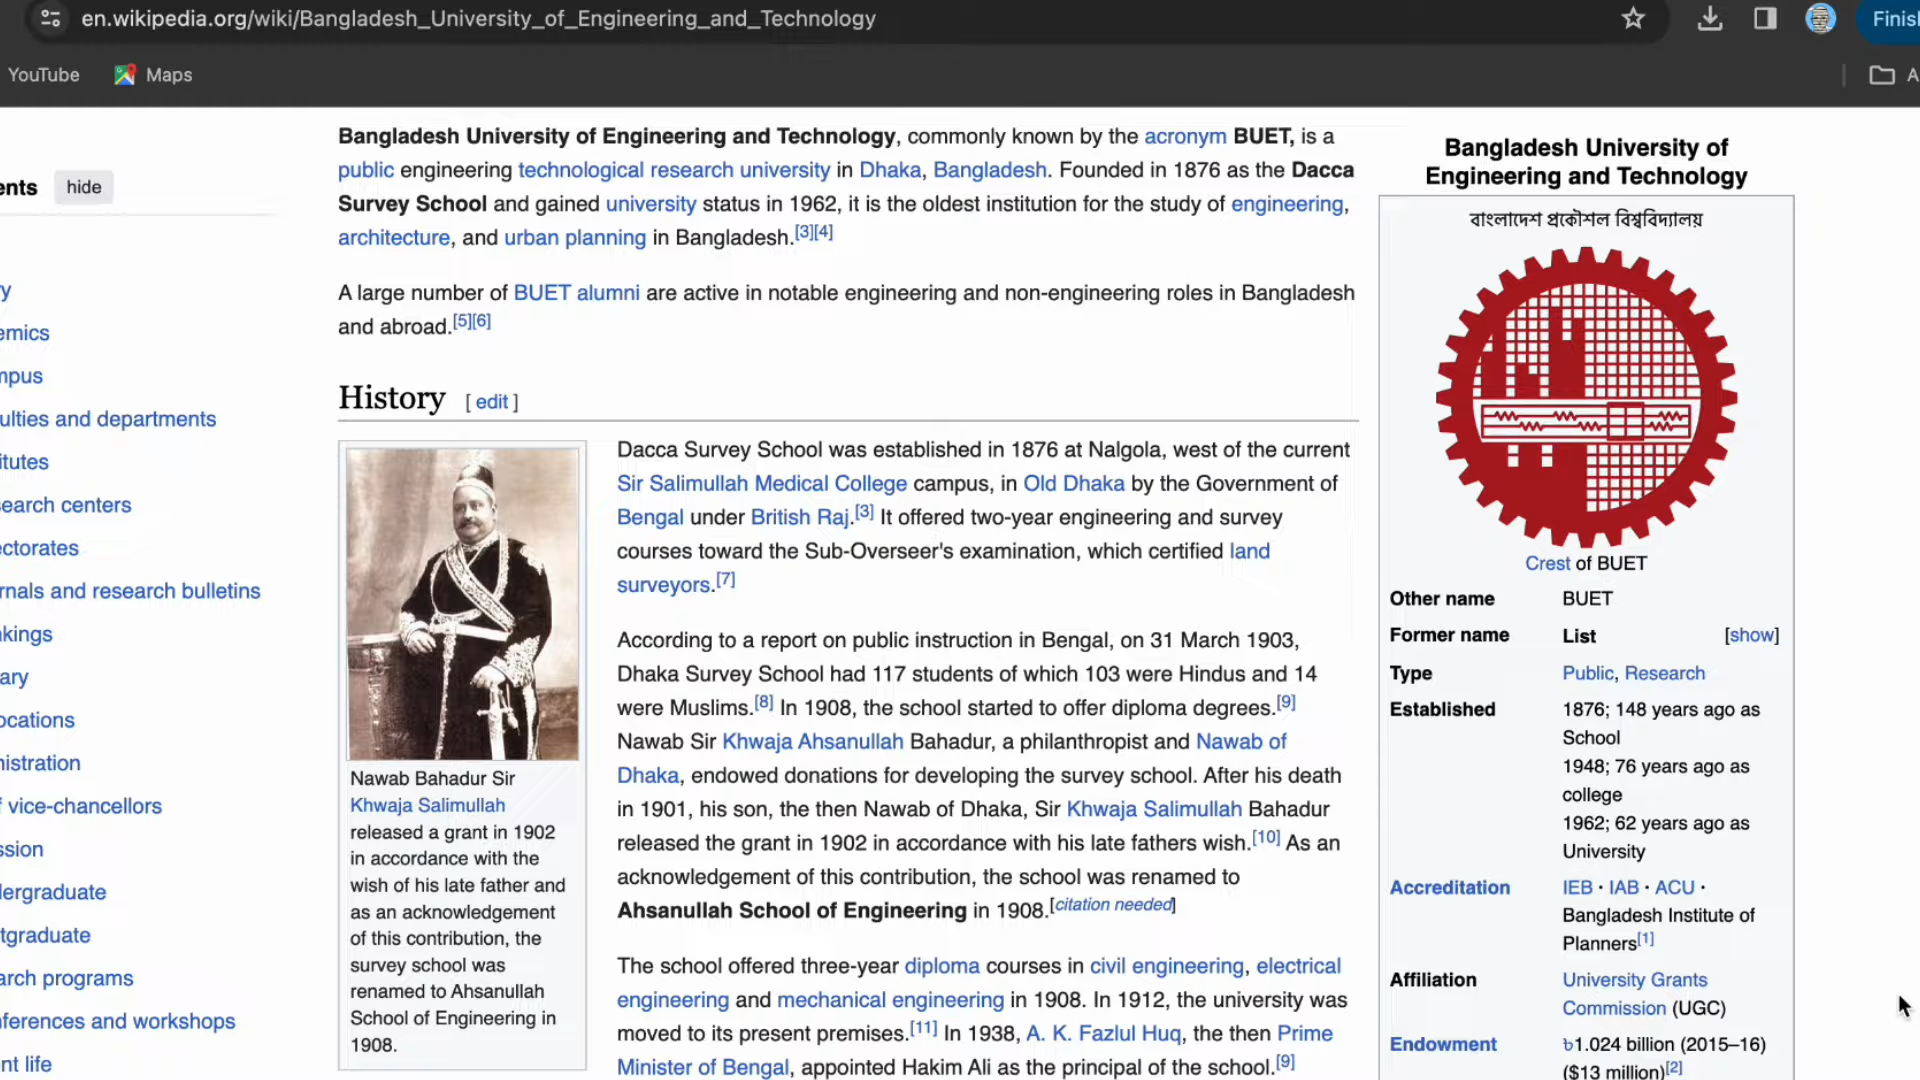 en.wikipedia.org/wiki/Bangladesh_University_of_Engineering_and_Technology
Finis
YouTube
Maps
A
ents
hide
y
emics
mpus
ulties and departments
itutes
search centers
ectorates
rnals and research bulletins
nkings
ary
ocations
nistration
f vice-chancellors
ssion
dergraduate
tgraduate
arch programs
nferences and workshops
nt life
Bangladesh University of Engineering and Technology, commonly known by the acronym BUET, is a
public engineering technological research university in Dhaka, Bangladesh. Founded in 1876 as the Dacca
Survey School and gained university status in 1962, it is the oldest institution for the study of engineering,
architecture, and urban planning in Bangladesh.[3][4]
A large number of BUET alumni are active in notable engineering and non-engineering roles in Bangladesh
and abroad.[5][6]
History [ edit ]
Nawab Bahadur Sir
Khwaja Salimullah
released a grant in 1902
in accordance with the
wish of his late father and
as an acknowledgement
of this contribution, the
survey school was
renamed to Ahsanullah
School of Engineering in
1908.
Dacca Survey School was established in 1876 at Nalgola, west of the current
Sir Salimullah Medical College campus, in Old Dhaka by the Government of
Bengal under British Raj.[3] It offered two-year engineering and survey
courses toward the Sub-Overseer's examination, which certified land
surveyors.[7]
According to a report on public instruction in Bengal, on 31 March 1903,
Dhaka Survey School had 117 students of which 103 were Hindus and 14
were Muslims.[8] In 1908, the school started to offer diploma degrees.[9]
Nawab Sir Khwaja Ahsanullah Bahadur, a philanthropist and Nawab of
Dhaka, endowed donations for developing the survey school. After his death
in 1901, his son, the then Nawab of Dhaka, Sir Khwaja Salimullah Bahadur
released the grant in 1902 in accordance with his late fathers wish.[10] As an
acknowledgement of this contribution, the school was renamed to
Ahsanullah School of Engineering in 1908.[citation needed]
The school offered three-year diploma courses in civil engineering, electrical
engineering and mechanical engineering in 1908. In 1912, the university was
moved to its present premises.[11] In 1938, A. K. Fazlul Huq, the then Prime
Minister of Bengal, appointed Hakim Ali as the principal of the school.[9]
Bangladesh University of
Engineering and Technology
বাংলাদেশ প্রকৌশল বিশ্ববিদ্যালয়
Crest of BUET
Other name BUET
Former name List [show]
Type Public, Research
Established 1876; 148 years ago as
School
1948; 76 years ago as
college
1962; 62 years ago as
University
Accreditation IEB · IAB · ACU ·
Bangladesh Institute of
Planners[1]
Affiliation University Grants
Commission (UGC)
Endowment ৳1.024 billion (2015–16)
($13 million)[2]